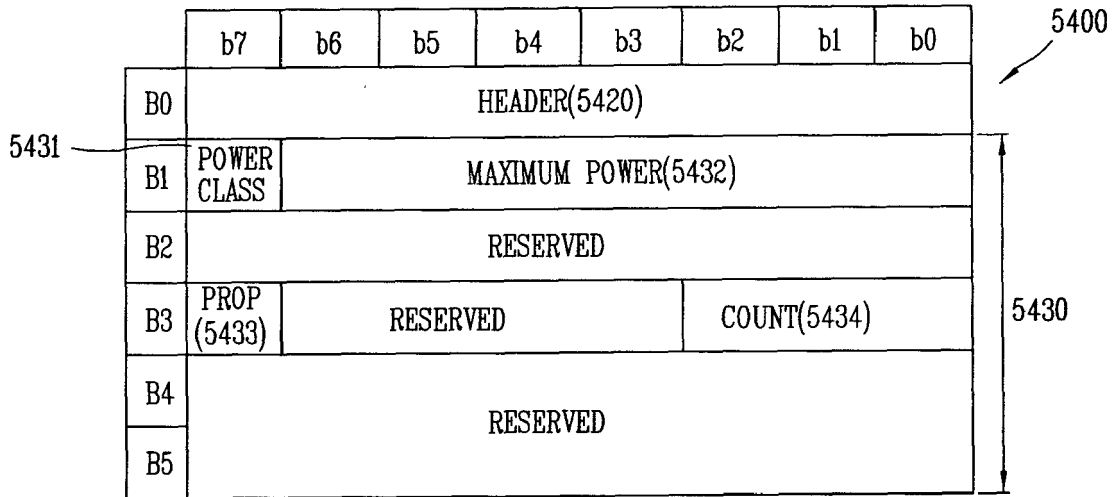 b7 b6 b5 b4 b3 b2 b1 b0
5400
B0 HEADER(5420)
5431
B1 POWER CLASS MAXIMUM POWER(5432)
B2 RESERVED
B3 PROP (5433) RESERVED COUNT(5434)
5430
B4
RESERVED
B5